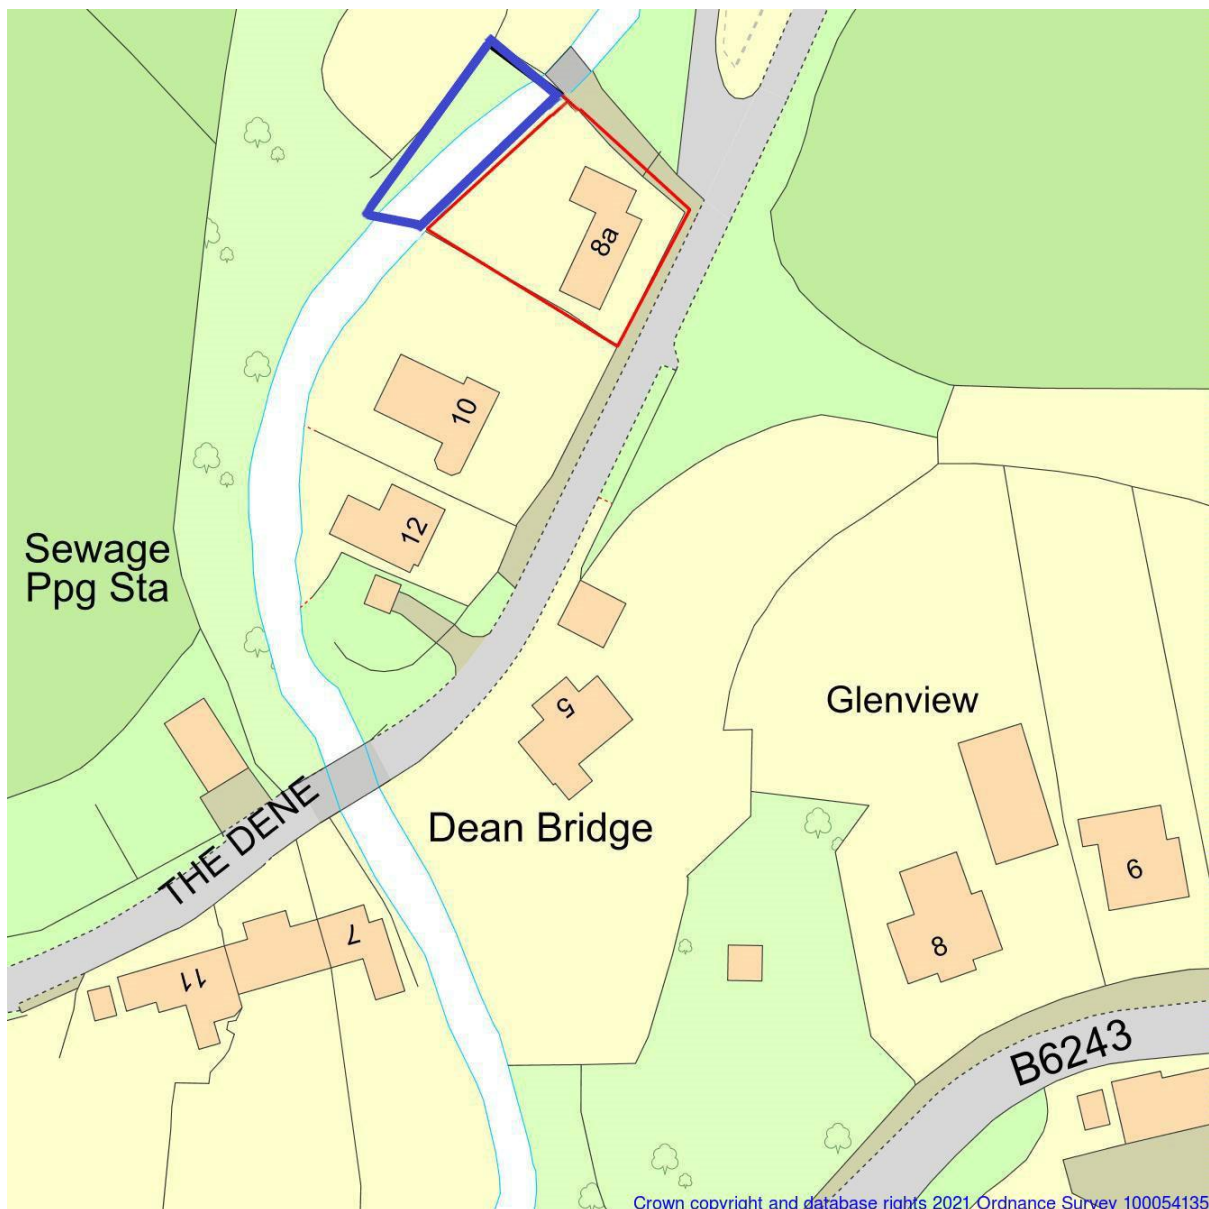 8a
10
12
Sewage
Ppg Sta
5
Glenview
THE DENE
Dean Bridge
7
11
8
6
B6243
Crown copyright and database rights 2021 Ordnance Survey 100054135